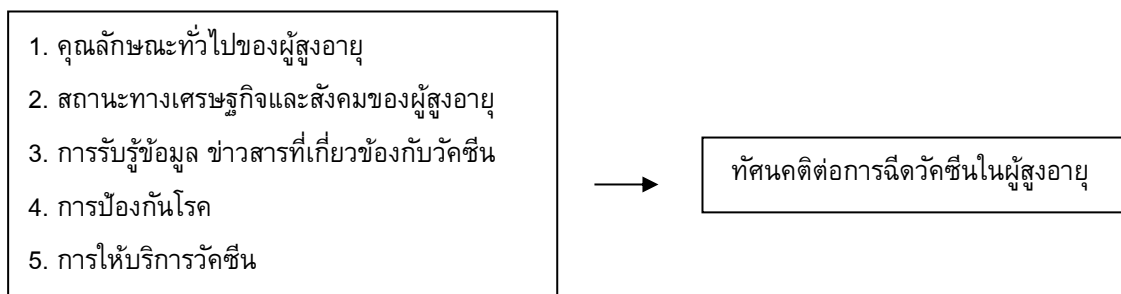 1. คุณลักษณะทั่วไปของผู้สูงอายุ
2. สถานะทางเศรษฐกิจและสังคมของผู้สูงอายุ
3. การรับรู้ข้อมูล ข่าวสารที่เกี่ยวข้องกับวัคซีน
4. การป้องกันโรค
5. การให้บริการวัคซีน
ทัศนคติต่อการฉีดวัคซีนในผู้สูงอายุ